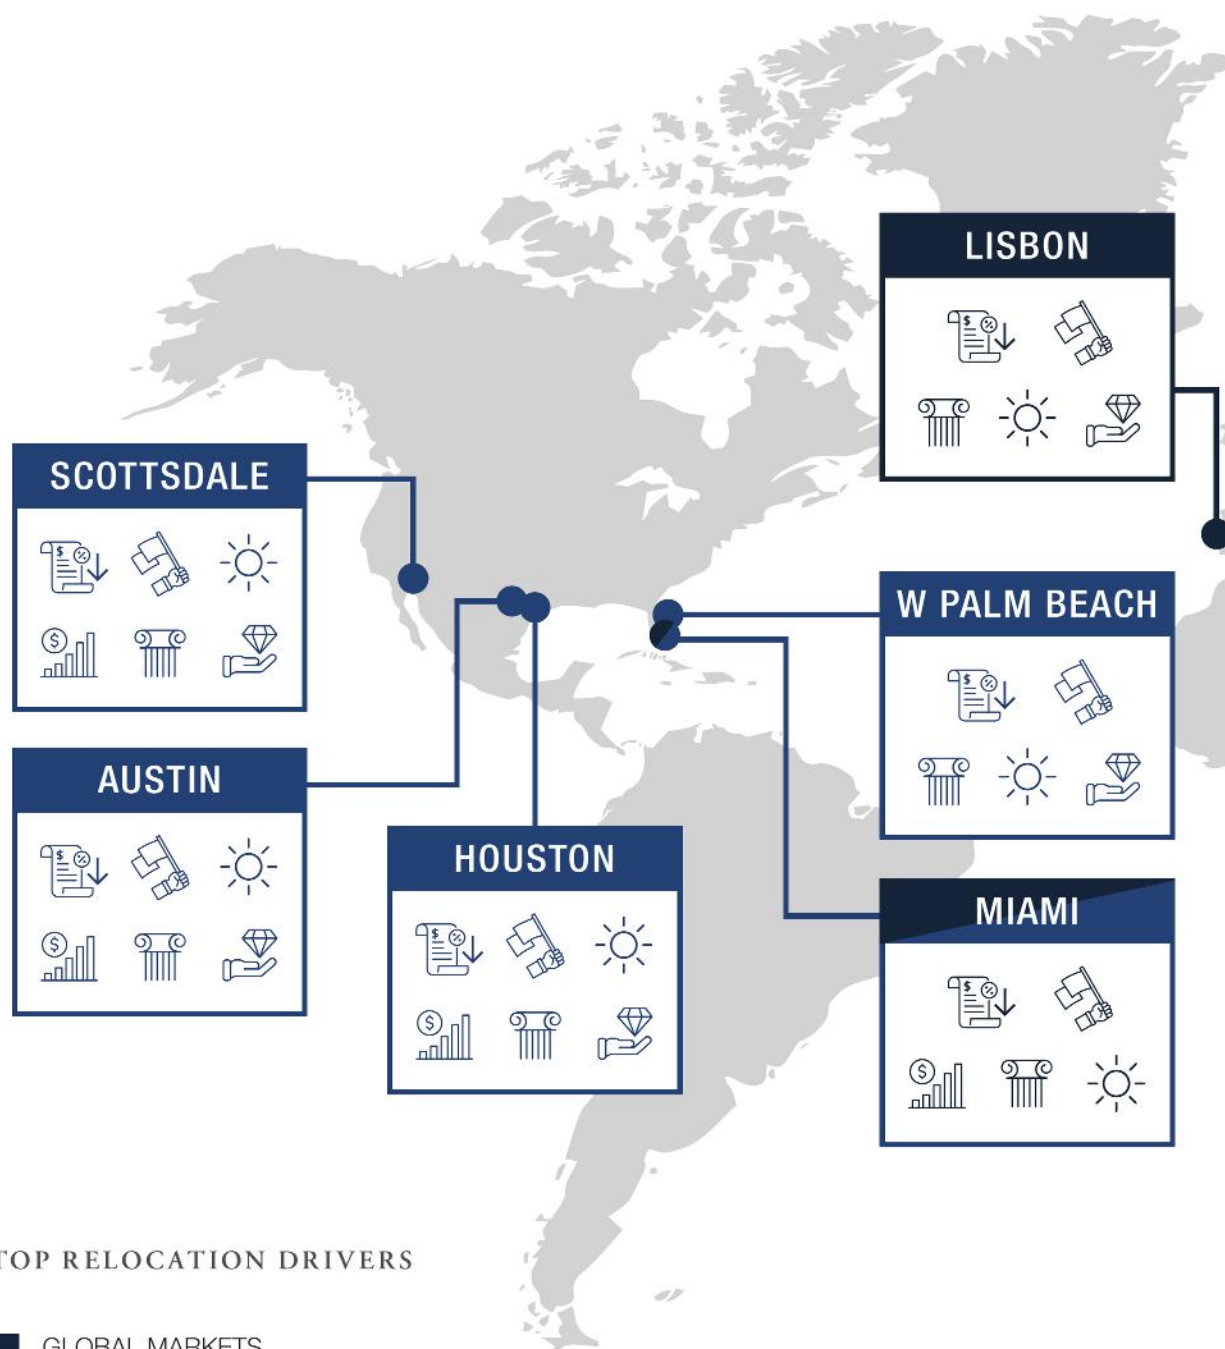 LISBON
SCOTTSDALE
W PALM BEACH
AUSTIN
HOUSTON
MIAMI
TOP RELOCATION DRIVERS
GLOBAL MARKETS